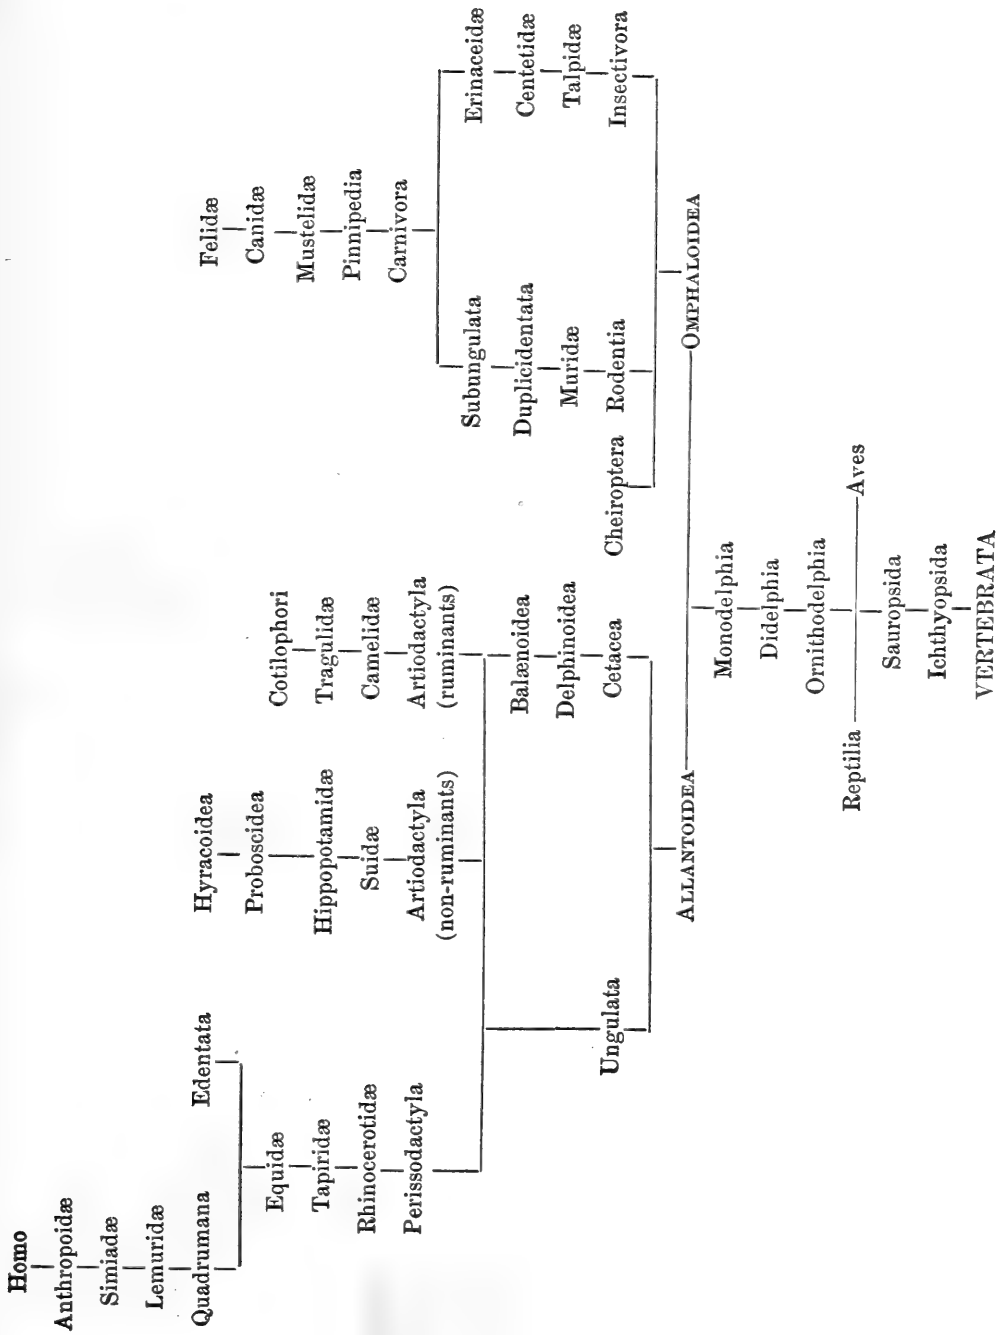 Homo
Anthropoidæ
Simiadæ
Lemuridæ
Quadrumana
Edentata
Equidæ
Tapiridæ
Rhinocerotidæ
Perissodactyla
Hyracoidea
Proboscidea
Hippopotamidæ
Suidæ
Artiodactyla
(non-ruminants)
Cotilophori
Tragulidæ
Camelidæ
Artiodactyla
(ruminants)
Balænoidea
Delphinoidea
Cetacea
Ungulata
Felidæ
Canidæ
Mustelidæ
Pinnipedia
Carnivora
Subungulata
Duplicidentata
Muridæ
Rodentia
Cheiroptera
Erinaceidæ
Centetidæ
Talpidæ
Insectivora
ALLANTOIDEA
OMPHALOIDEA
Monodelphia
Didelphia
Ornithodelphia
Reptilia
Aves
Sauropsida
Ichthyopsida
VERTEBRATA